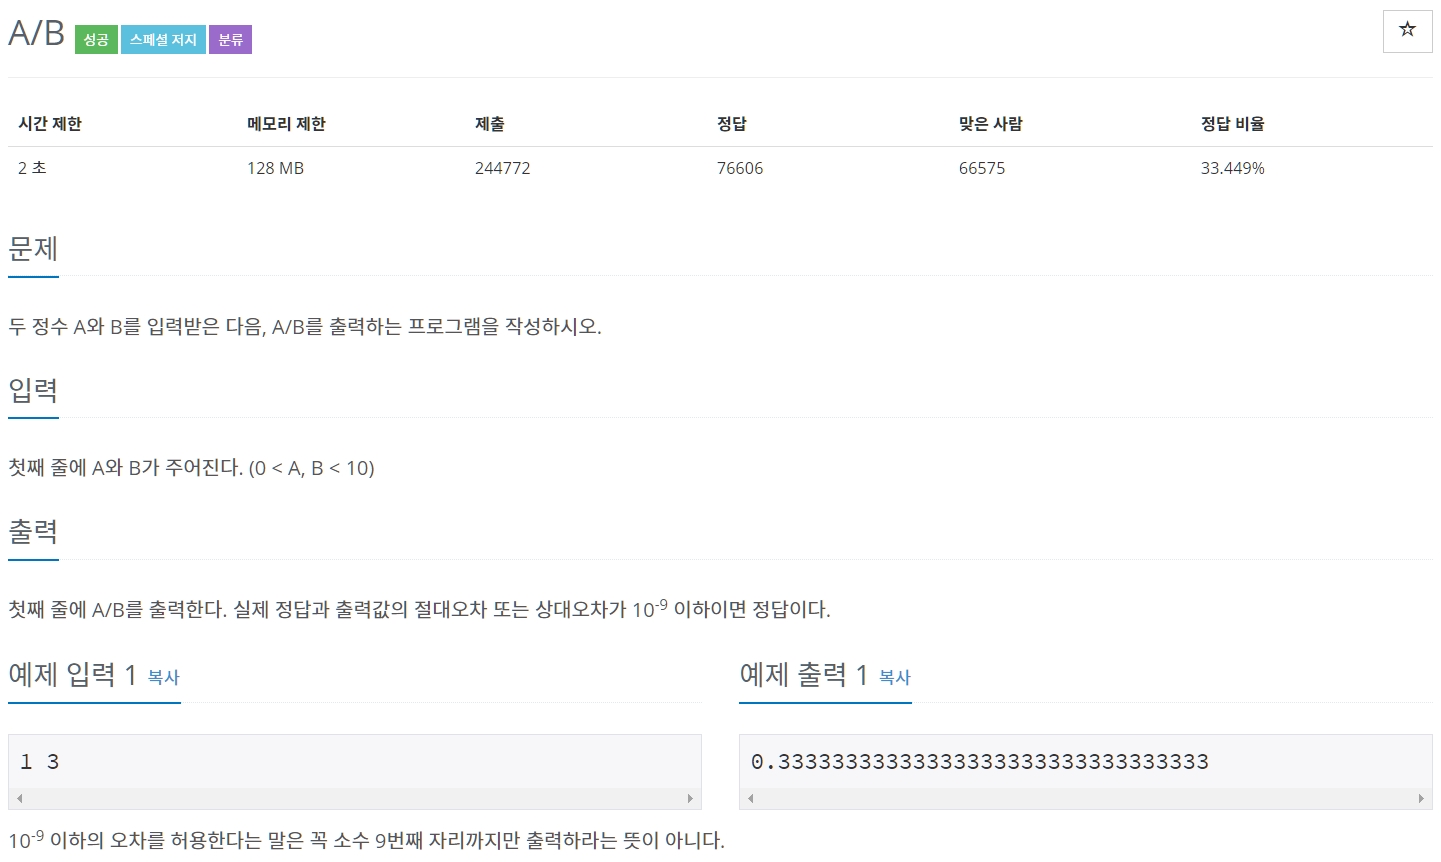 A/B 성공 스페셜 저지 분류 ☆
시간 제한 메모리 제한 제출 정답 맞은 사람 정답 비율
2 초 128 MB 244772 76606 66575 33.449%
문제
두 정수 A와 B를 입력받은 다음, A/B를 출력하는 프로그램을 작성하시오.
입력
첫째 줄에 A와 B가 주어진다. (0 < A, B < 10)
출력
첫째 줄에 A/B를 출력한다. 실제 정답과 출력값의 절대오차 또는 상대오차가 10⁻⁹ 이하이면 정답이다.
예제 입력 1 복사
1 3
예제 출력 1 복사
0.33333333333333333333333333333333
10⁻⁹ 이하의 오차를 허용한다는 말은 꼭 소수 9번째 자리까지만 출력하라는 뜻이 아니다.